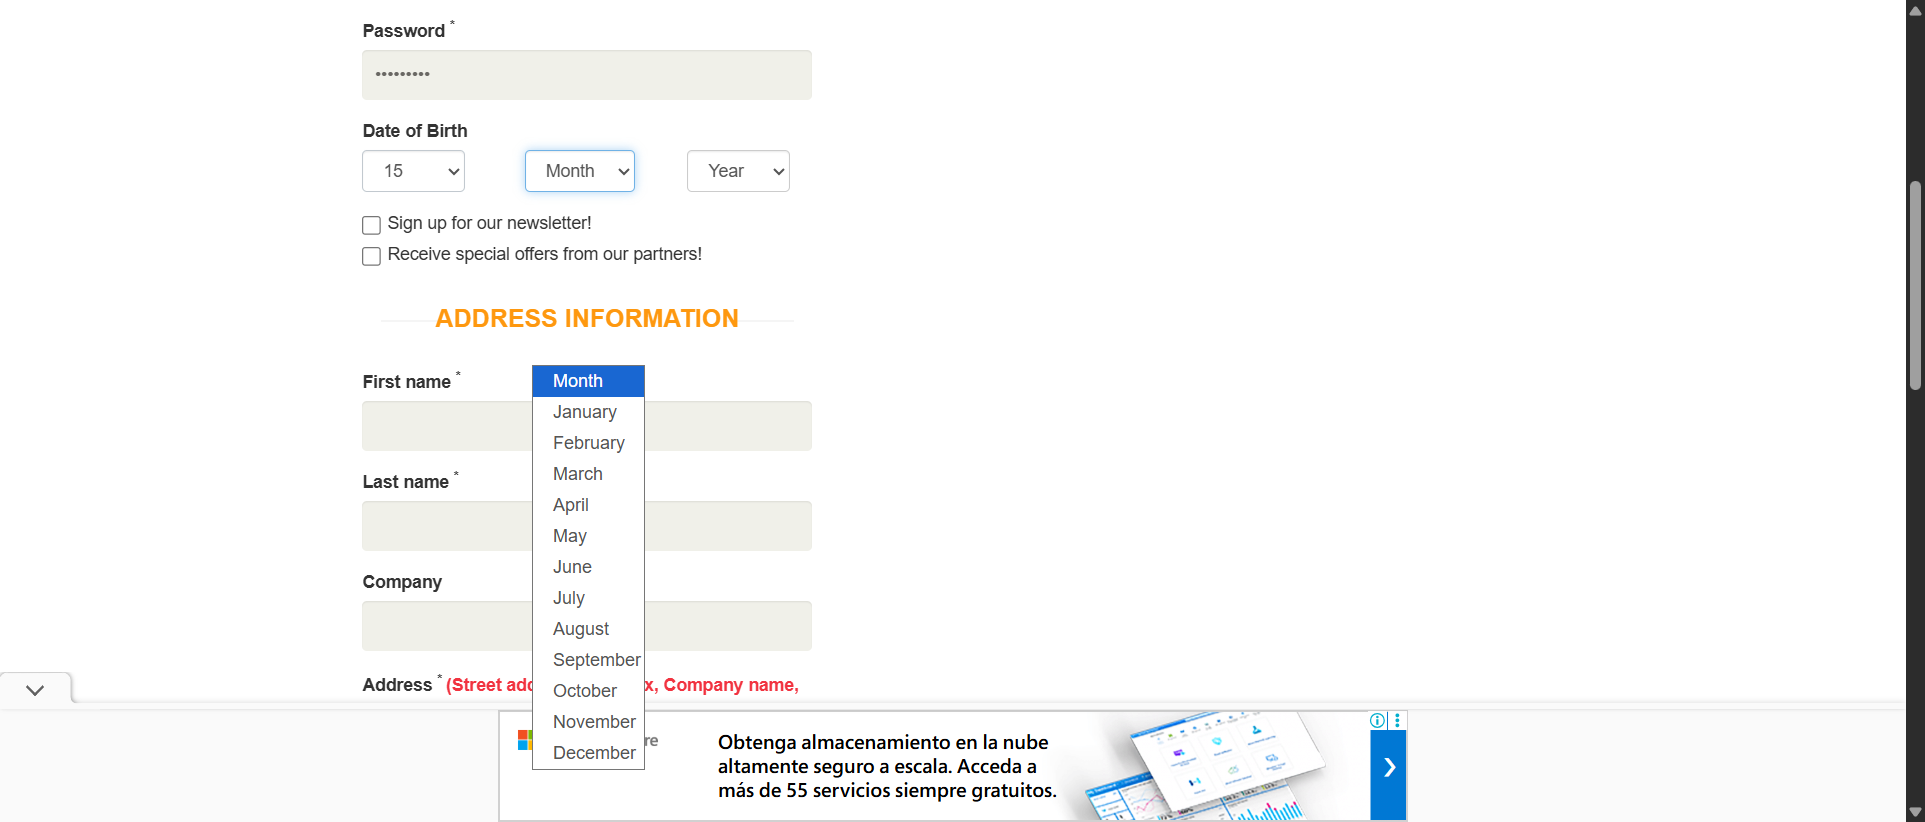 Password *
•••••••••
Date of Birth
15 Month Year
Sign up for our newsletter!
Receive special offers from our partners!
ADDRESS INFORMATION
First name *
Month
January
February
March
April
May
June
July
August
September
October
November
December
Last name *
Company
Address * (Street add
x, Company name,
re
Obtenga almacenamiento en la nube
altamente seguro a escala. Acceda a
más de 55 servicios siempre gratuitos.